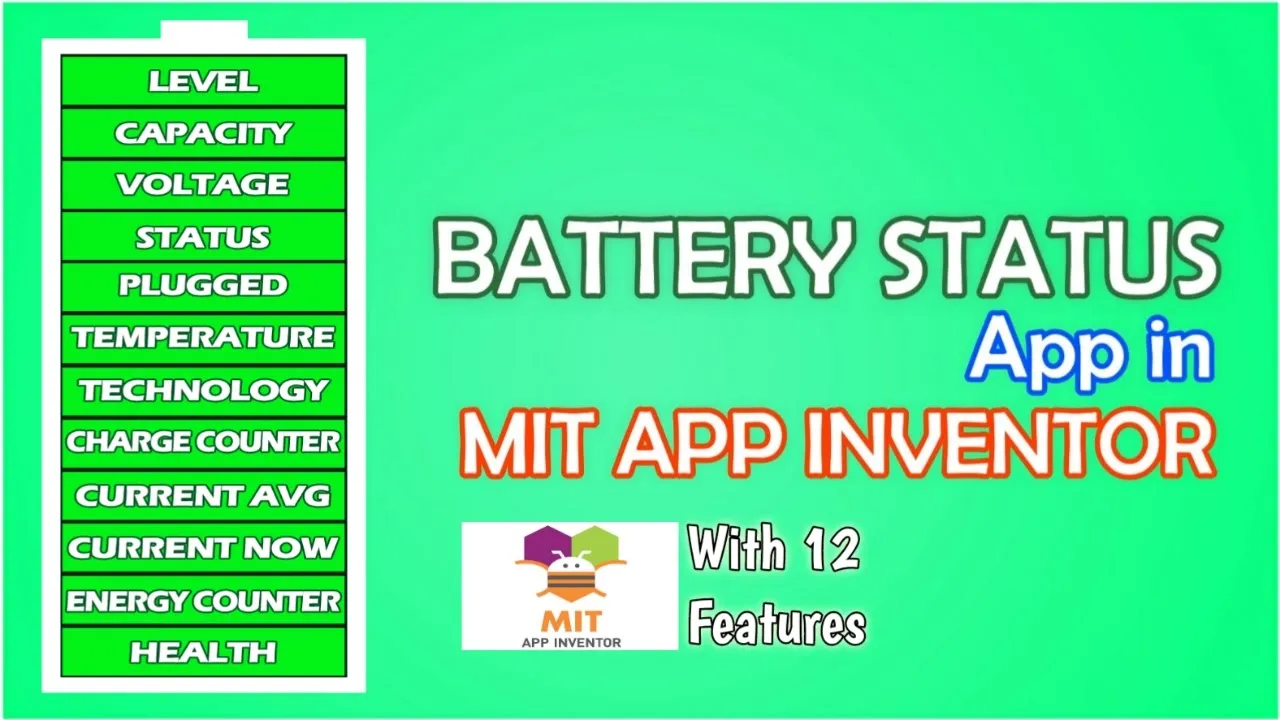 LEVEL
CAPACITY
VOLTAGE
STATUS
PLUGGED
TEMPERATURE
TECHNOLOGY
CHARGE COUNTER
CURRENT AVG
CURRENT NOW
ENERGY COUNTER
HEALTH
BATTERY STATUS
App in
MIT APP INVENTOR
MIT
APP INVENTOR
With 12
Features